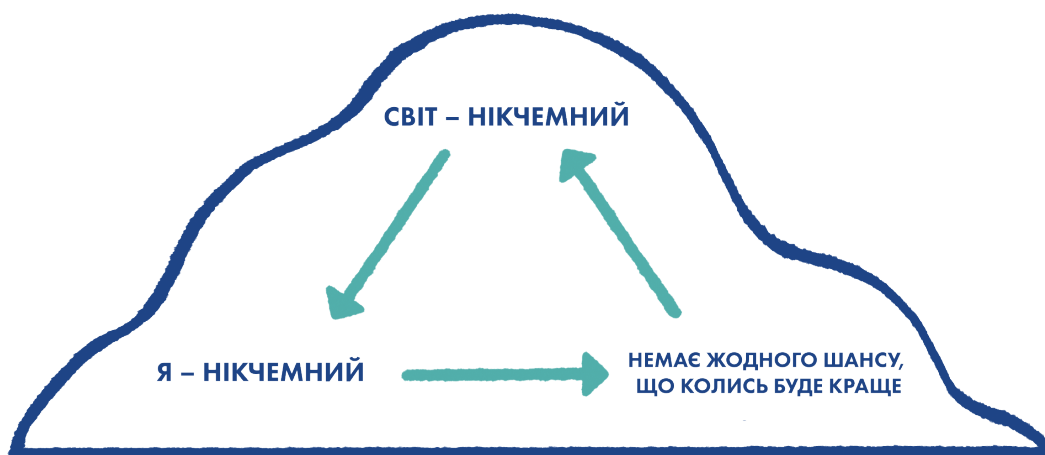 СВІТ – НІКЧЕМНИЙ
Я – НІКЧЕМНИЙ
НЕМАЄ ЖОДНОГО ШАНСУ,
ЩО КОЛИСЬ БУДЕ КРАЩЕ